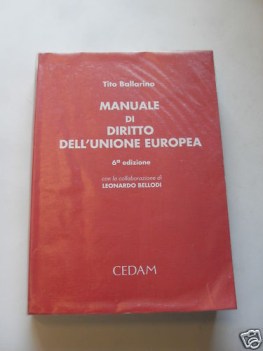 Tito Ballarino
MANUALE
DI
DIRITTO
DELL'UNIONE EUROPEA
6ª edizione
con la collaborazione di
LEONARDO BELLODI
CEDAM